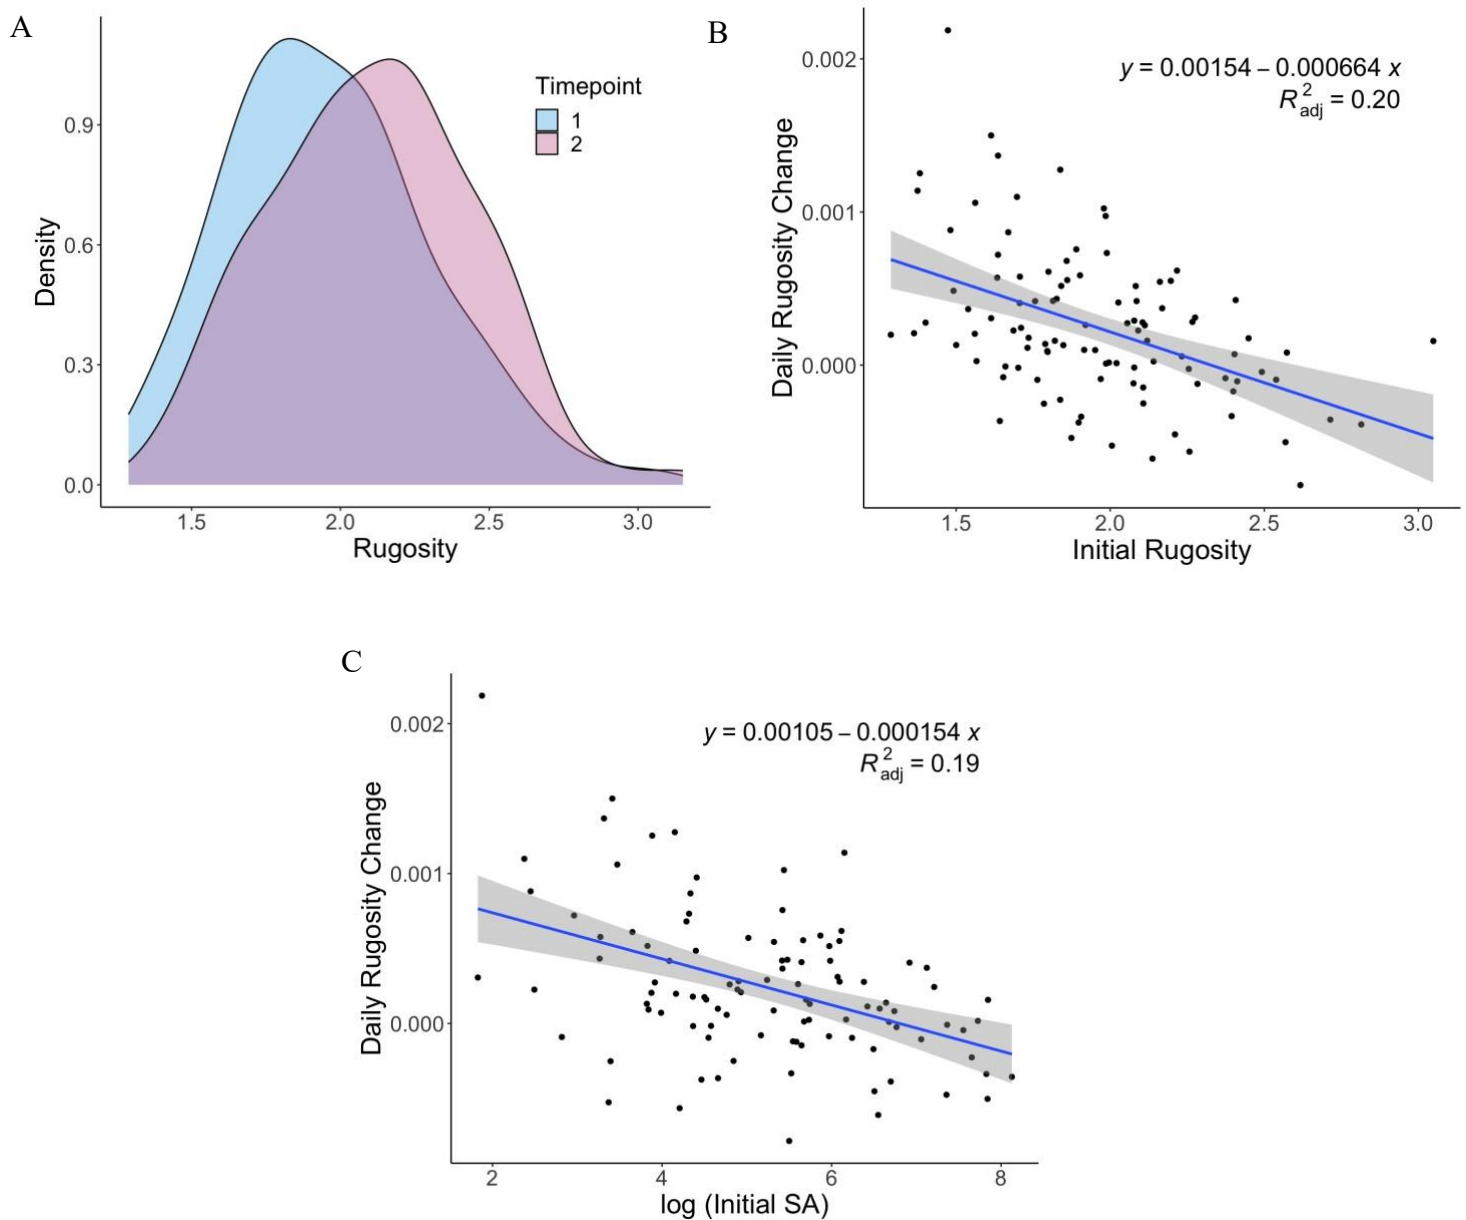 A
Density
0.9
0.6
0.3
0.0
1.5 2.0 2.5 3.0
Rugosity
Timepoint
1
2
B
Daily Rugosity Change
0.002
0.001
0.000
1.5 2.0 2.5 3.0
Initial Rugosity
y = 0.00154 – 0.000664 x
R²adj = 0.20
C
Daily Rugosity Change
0.002
0.001
0.000
2 4 6 8
log (Initial SA)
y = 0.00105 – 0.000154 x
R²adj = 0.19